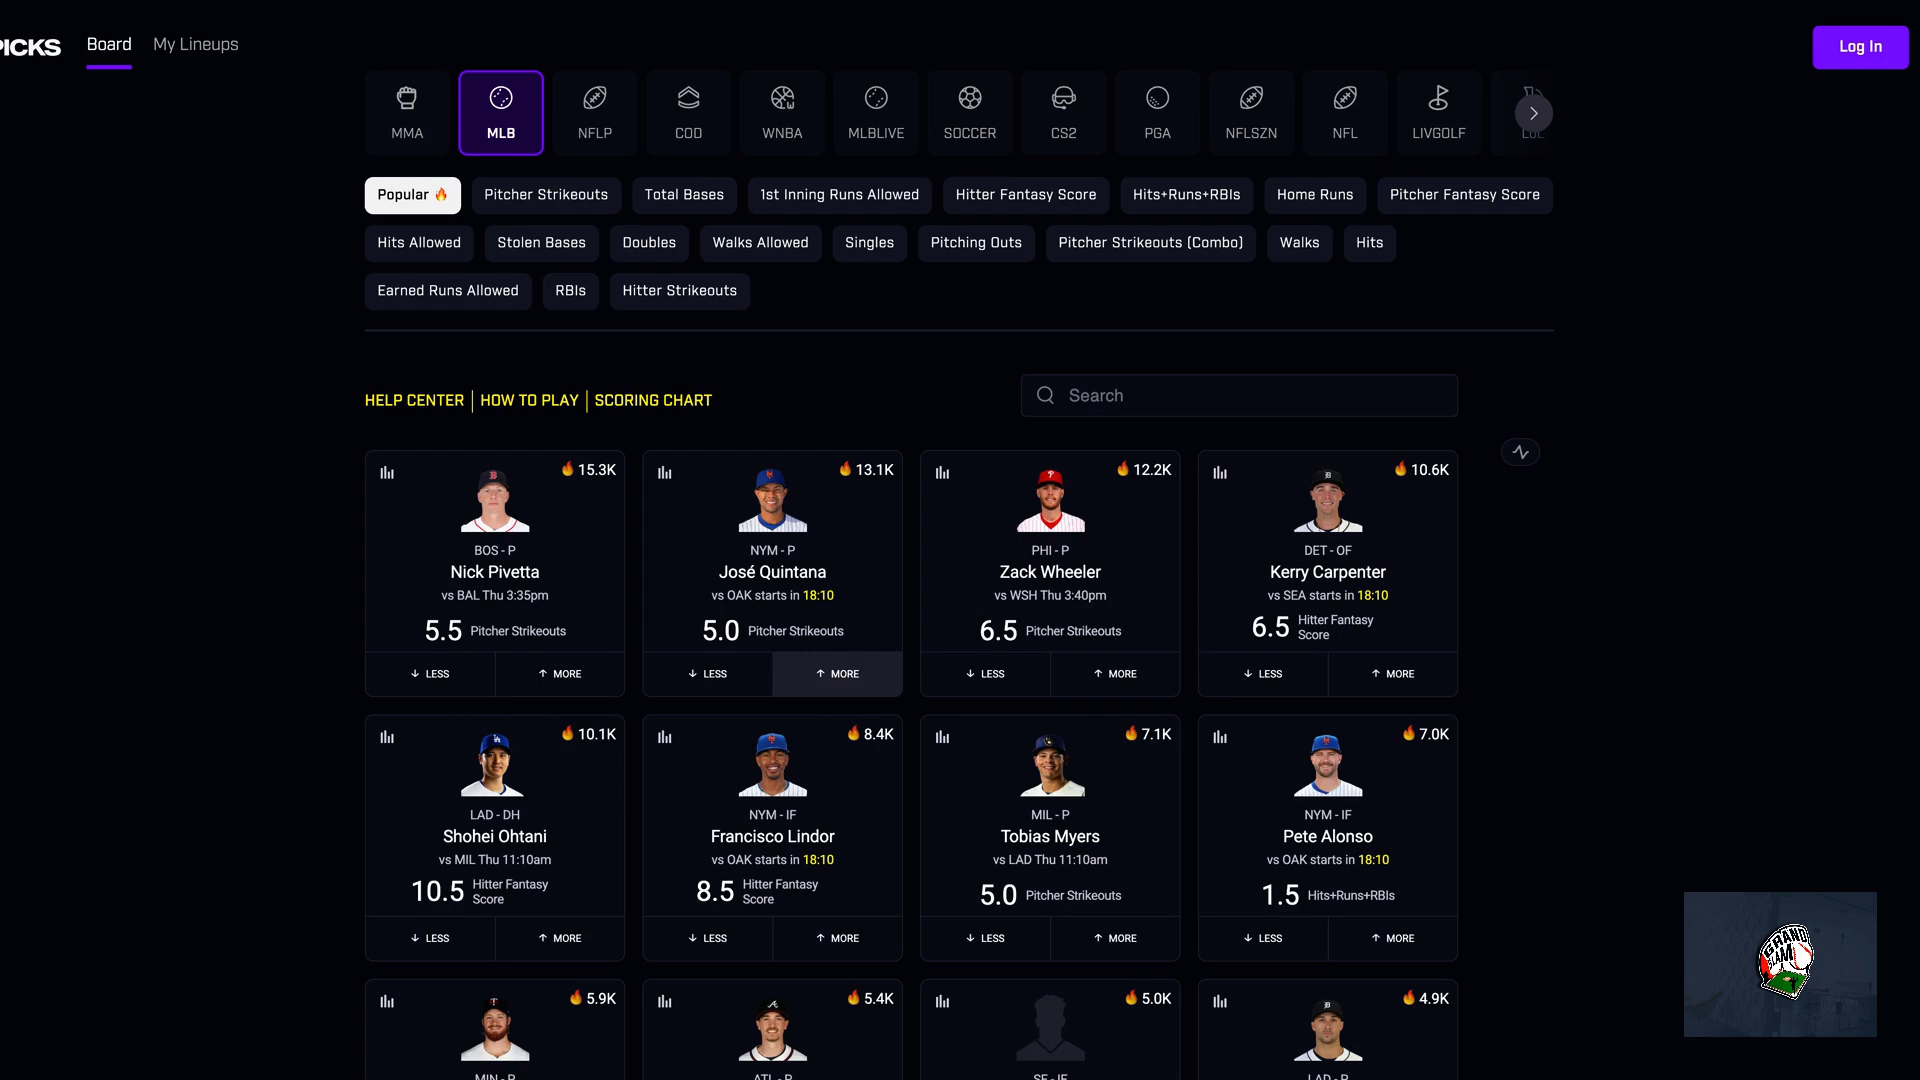 PICKS
Board
My Lineups
Log In
MMA
MLB
NFLP
COD
WNBA
MLBLIVE
SOCCER
CS2
PGA
NFLSZN
NFL
LIVGOLF
Popular 🔥
Pitcher Strikeouts
Total Bases
1st Inning Runs Allowed
Hitter Fantasy Score
Hits+Runs+RBIs
Home Runs
Pitcher Fantasy Score
Hits Allowed
Stolen Bases
Doubles
Walks Allowed
Singles
Pitching Outs
Pitcher Strikeouts (Combo)
Walks
Hits
Earned Runs Allowed
RBIs
Hitter Strikeouts
HELP CENTER
HOW TO PLAY
SCORING CHART
Search
🔥 15.3K
BOS - P
Nick Pivetta
vs BAL Thu 3:35pm
5.5 Pitcher Strikeouts
↓ LESS
↑ MORE
🔥 13.1K
NYM - P
José Quintana
vs OAK starts in 18:10
5.0 Pitcher Strikeouts
↓ LESS
↑ MORE
🔥 12.2K
PHI - P
Zack Wheeler
vs WSH Thu 3:40pm
6.5 Pitcher Strikeouts
↓ LESS
↑ MORE
🔥 10.6K
DET - OF
Kerry Carpenter
vs SEA starts in 18:10
6.5 Hitter Fantasy
Score
↓ LESS
↑ MORE
🔥 10.1K
LAD - DH
Shohei Ohtani
vs MIL Thu 11:10am
10.5 Hitter Fantasy
Score
↓ LESS
↑ MORE
🔥 8.4K
NYM - IF
Francisco Lindor
vs OAK starts in 18:10
8.5 Hitter Fantasy
Score
↓ LESS
↑ MORE
🔥 7.1K
MIL - P
Tobias Myers
vs LAD Thu 11:10am
5.0 Pitcher Strikeouts
↓ LESS
↑ MORE
🔥 7.0K
NYM - IF
Pete Alonso
vs OAK starts in 18:10
1.5 Hits+Runs+RBIs
↓ LESS
↑ MORE
🔥 5.9K
MIN - P
🔥 5.4K
ATL - P
🔥 5.0K
SF - IF
🔥 4.9K
LAD - P
GRAND
SLAM